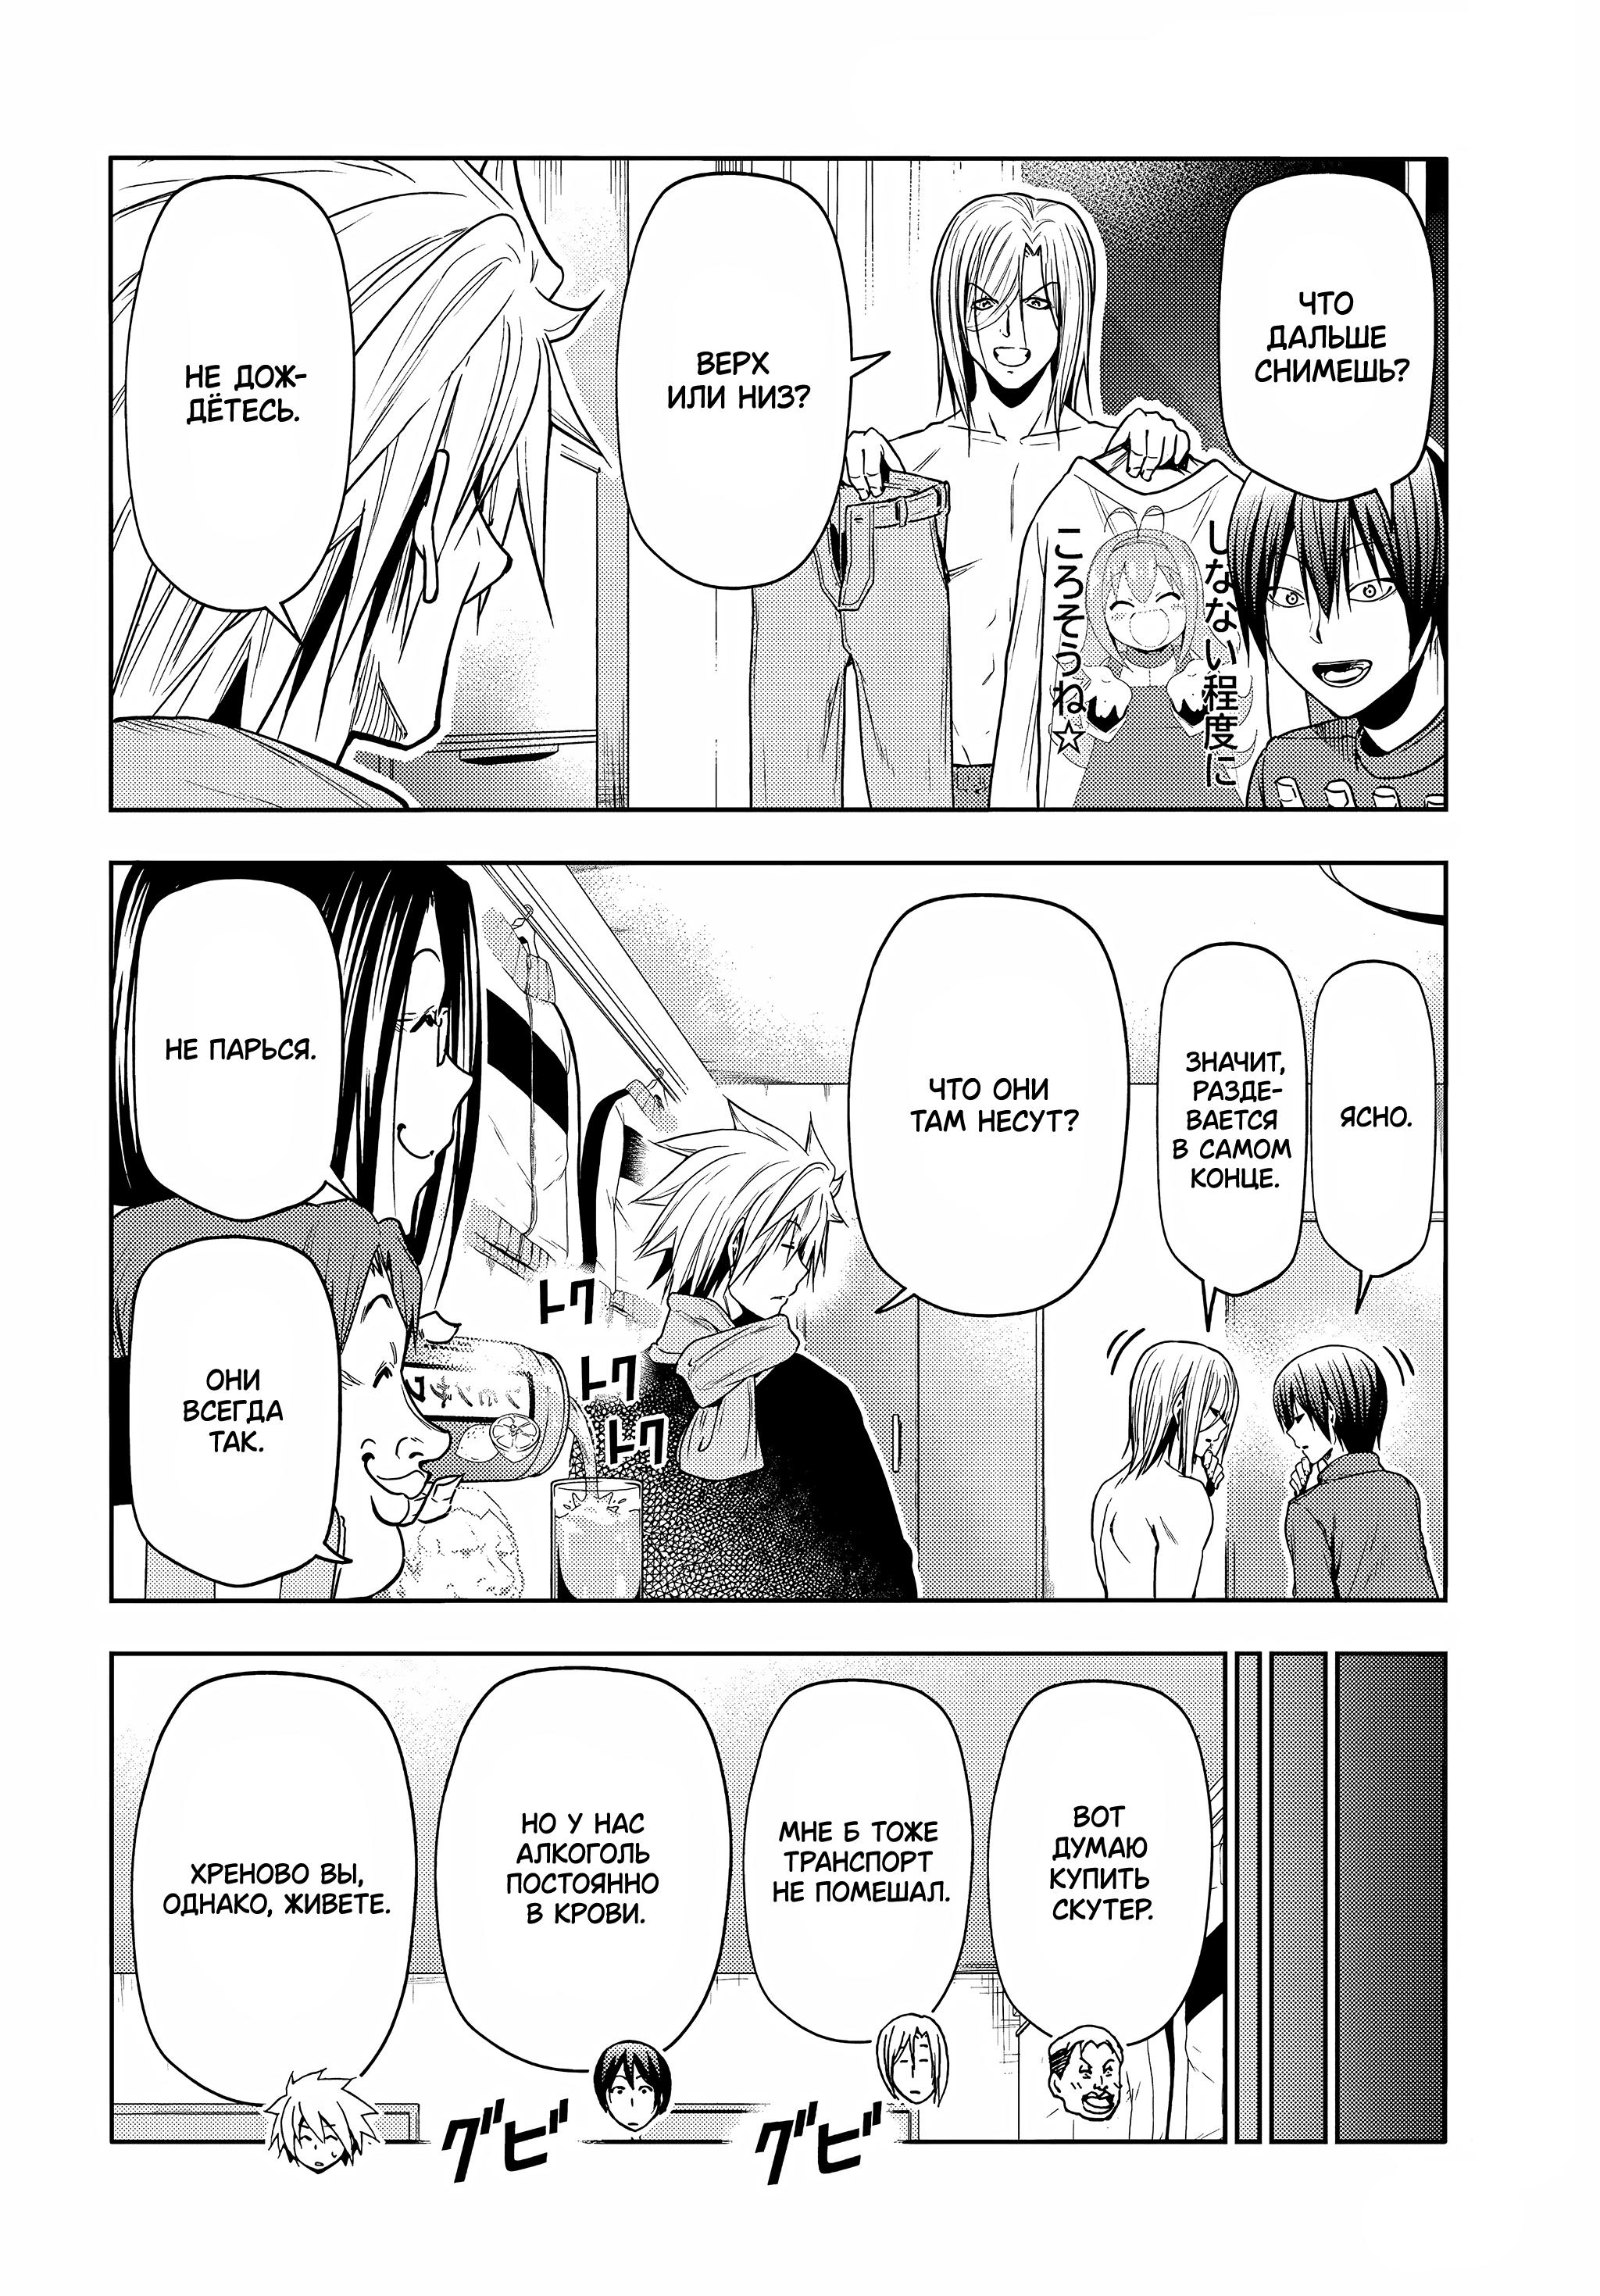 ЧТО
ДАЛЬШЕ
СНИМЕШЬ?
しなない程度に
ころそうね☆
ВЕРХ
ИЛИ НИЗ?
НЕ ДОЖ-
ДЁТЕСЬ.
ЯСНО.
ЗНАЧИТ,
РАЗДЕ-
ВАЕТСЯ
В САМОМ
КОНЦЕ.
ЧТО ОНИ
ТАМ НЕСУТ?
НЕ ПАРЬСЯ.
ОНИ
ВСЕГДА
ТАК.
トク
トク
トク
ВОТ
ДУМАЮ
КУПИТЬ
СКУТЕР.
МНЕ Б ТОЖЕ
ТРАНСПОРТ
НЕ ПОМЕШАЛ.
НО У НАС
АЛКОГОЛЬ
ПОСТОЯННО
В КРОВИ.
ХРЕНОВО ВЫ,
ОДНАКО, ЖИВЕТЕ.
グビ
グビ